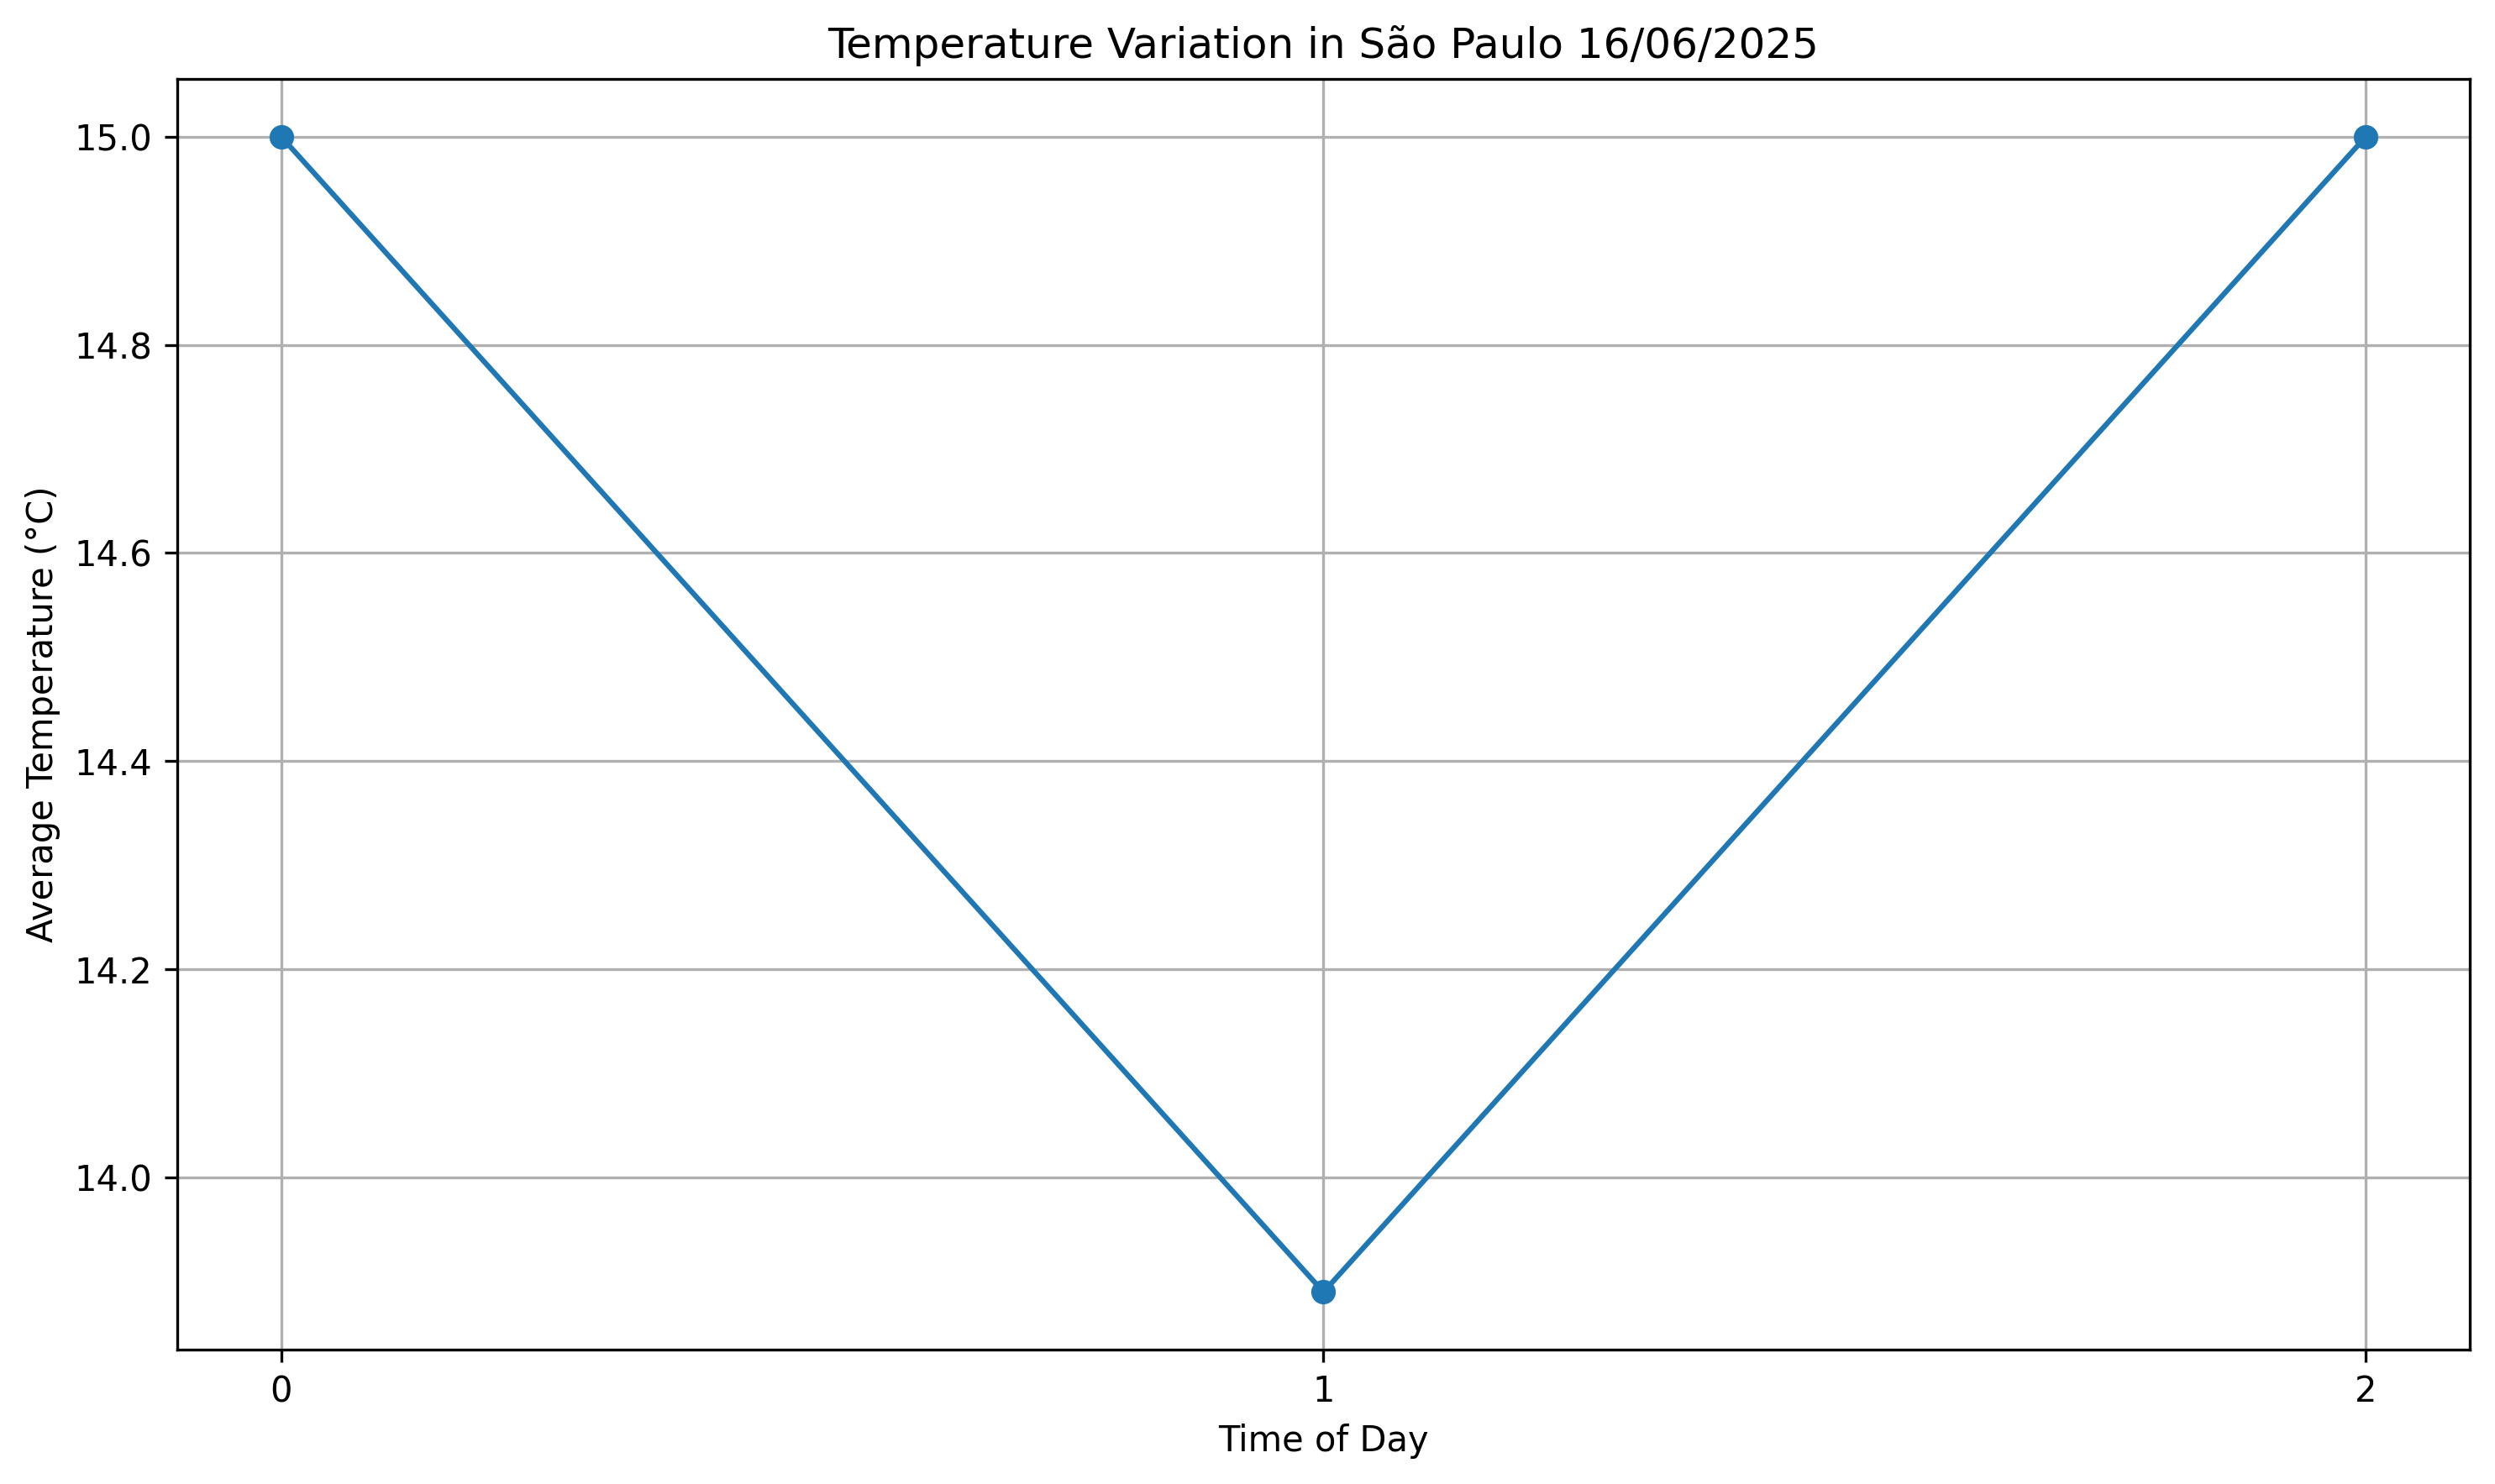 Temperature Variation in São Paulo 16/06/2025
15.0
14.8
14.6
14.4
14.2
14.0
Average Temperature (°C)
0 1 2
Time of Day